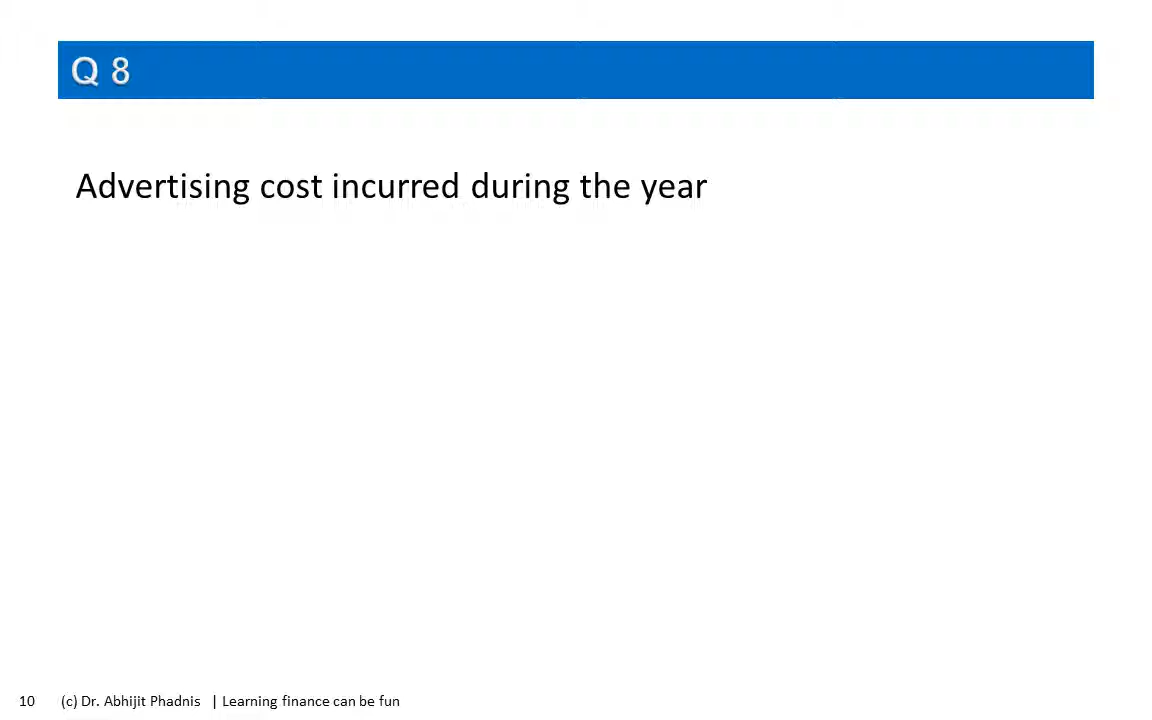 Q 8
Advertising cost incurred during the year
10 (c) Dr. Abhijit Phadnis | Learning finance can be fun